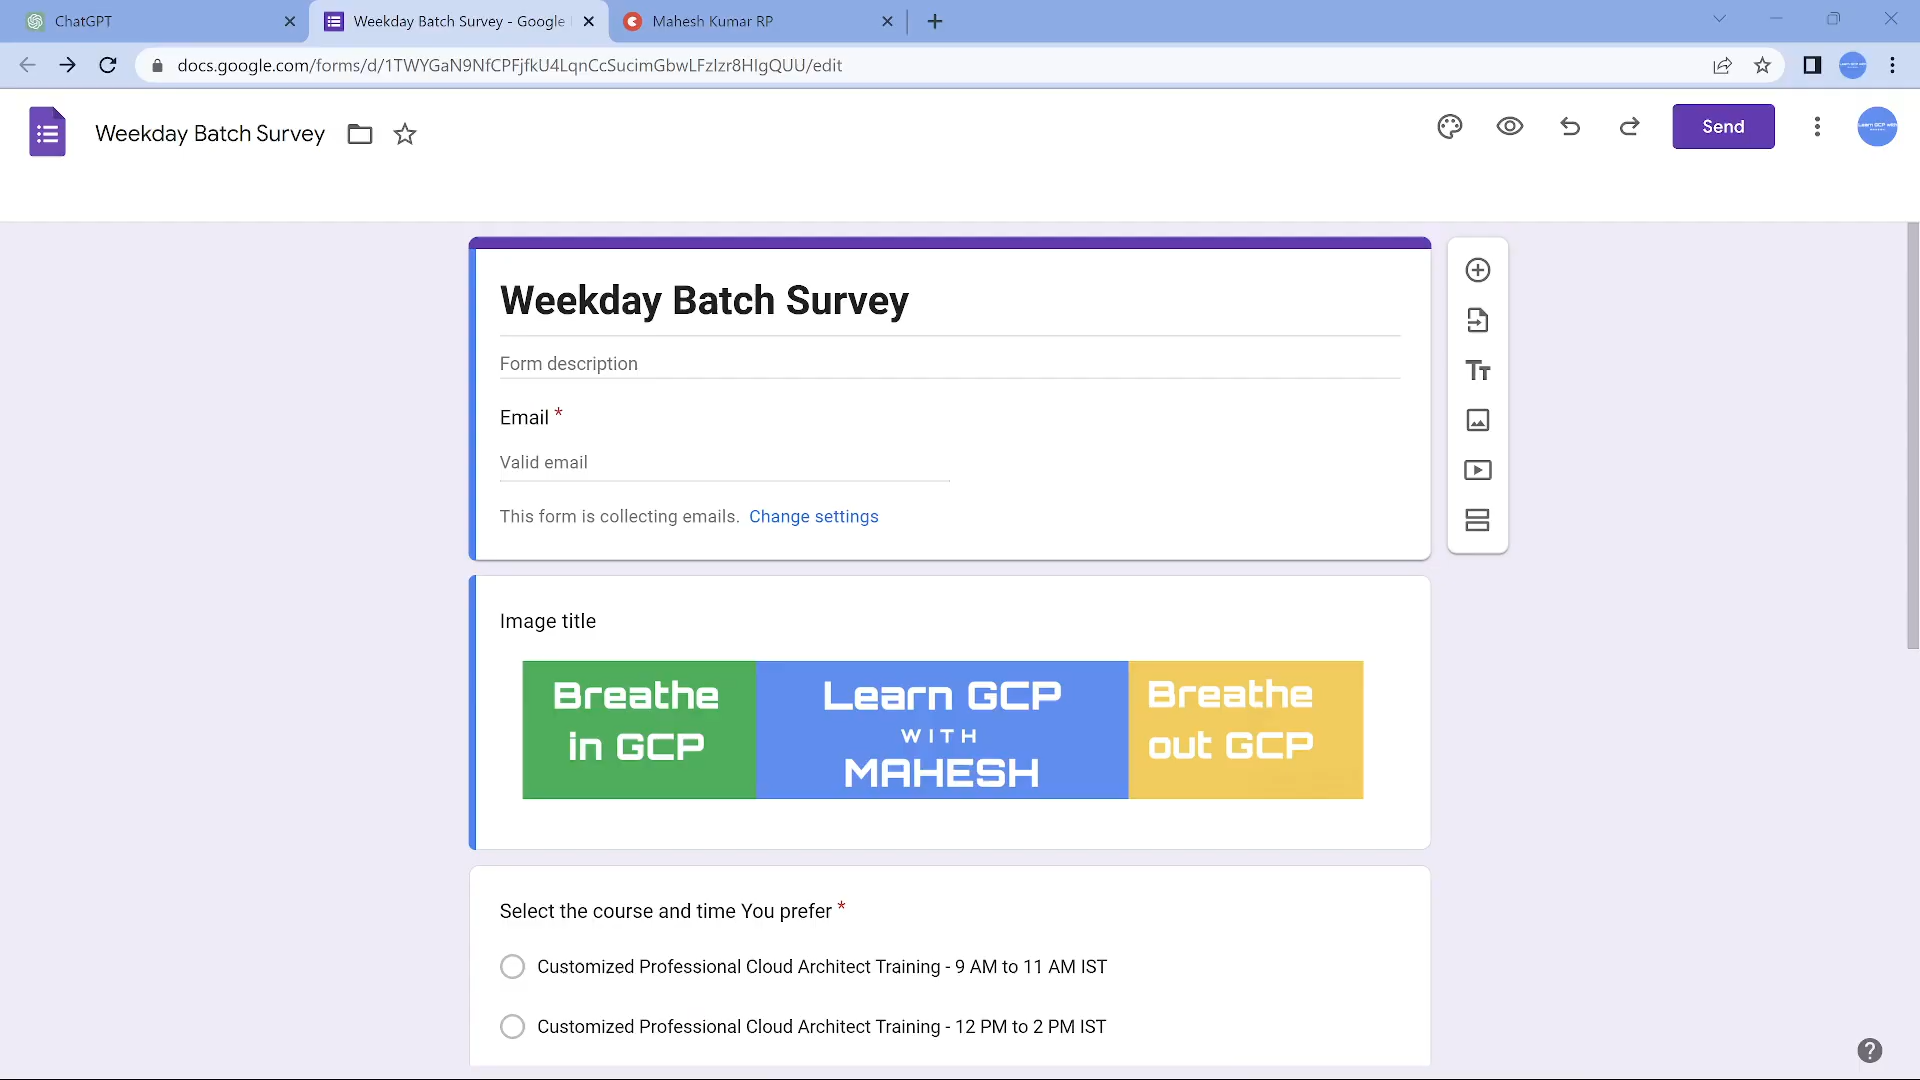 ChatGPT
Weekday Batch Survey - Google
Mahesh Kumar RP
docs.google.com/forms/d/1TWYGaN9NfCPFjfkU4LqnCcSucimGbwLFzIzr8HIgQUU/edit
Weekday Batch Survey
Send
Weekday Batch Survey
Form description
Email *
Valid email
This form is collecting emails. Change settings
Image title
Breathe
in GCP
Learn GCP
WITH
MAHESH
Breathe
out GCP
Select the course and time You prefer *
Customized Professional Cloud Architect Training - 9 AM to 11 AM IST
Customized Professional Cloud Architect Training - 12 PM to 2 PM IST